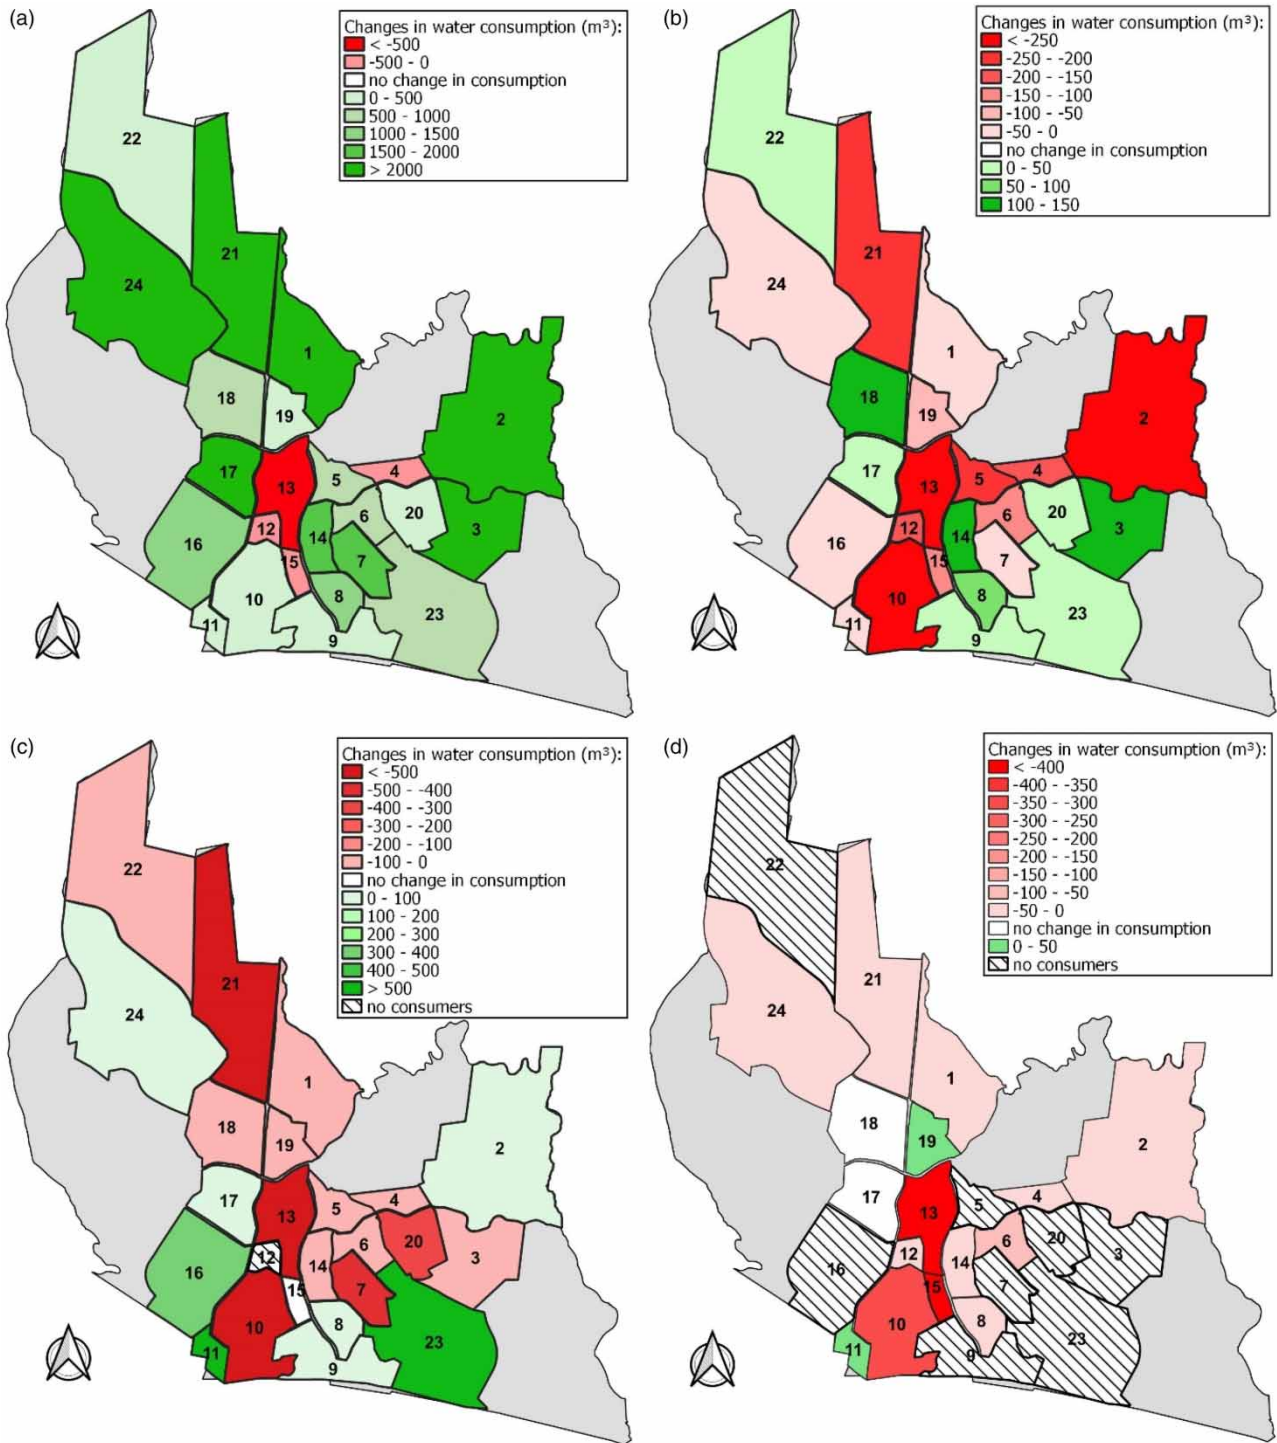 (a)
Changes in water consumption (m³):
< -500
-500 - 0
no change in consumption
0 - 500
500 - 1000
1000 - 1500
1500 - 2000
> 2000
22
21
24
1
18
19
2
17
13
5
4
12
14
6
20
3
16
15
7
10
8
11
9
23
(b)
Changes in water consumption (m³):
< -250
-250 - -200
-200 - -150
-150 - -100
-100 - -50
-50 - 0
no change in consumption
0 - 50
50 - 100
100 - 150
22
21
24
1
18
19
2
17
13
5
4
12
14
6
20
3
16
15
7
10
8
11
9
23
(c)
Changes in water consumption (m³):
< -500
-500 - -400
-400 - -300
-300 - -200
-200 - -100
-100 - 0
no change in consumption
0 - 100
100 - 200
200 - 300
300 - 400
400 - 500
> 500
no consumers
22
21
24
1
18
19
2
17
13
5
4
12
14
6
20
3
16
15
7
10
8
11
9
23
(d)
Changes in water consumption (m³):
< -400
-400 - -350
-350 - -300
-300 - -250
-250 - -200
-200 - -150
-150 - -100
-100 - -50
-50 - 0
no change in consumption
0 - 50
no consumers
22
21
24
1
18
19
2
17
13
5
4
12
14
6
20
3
16
15
7
10
8
11
9
23